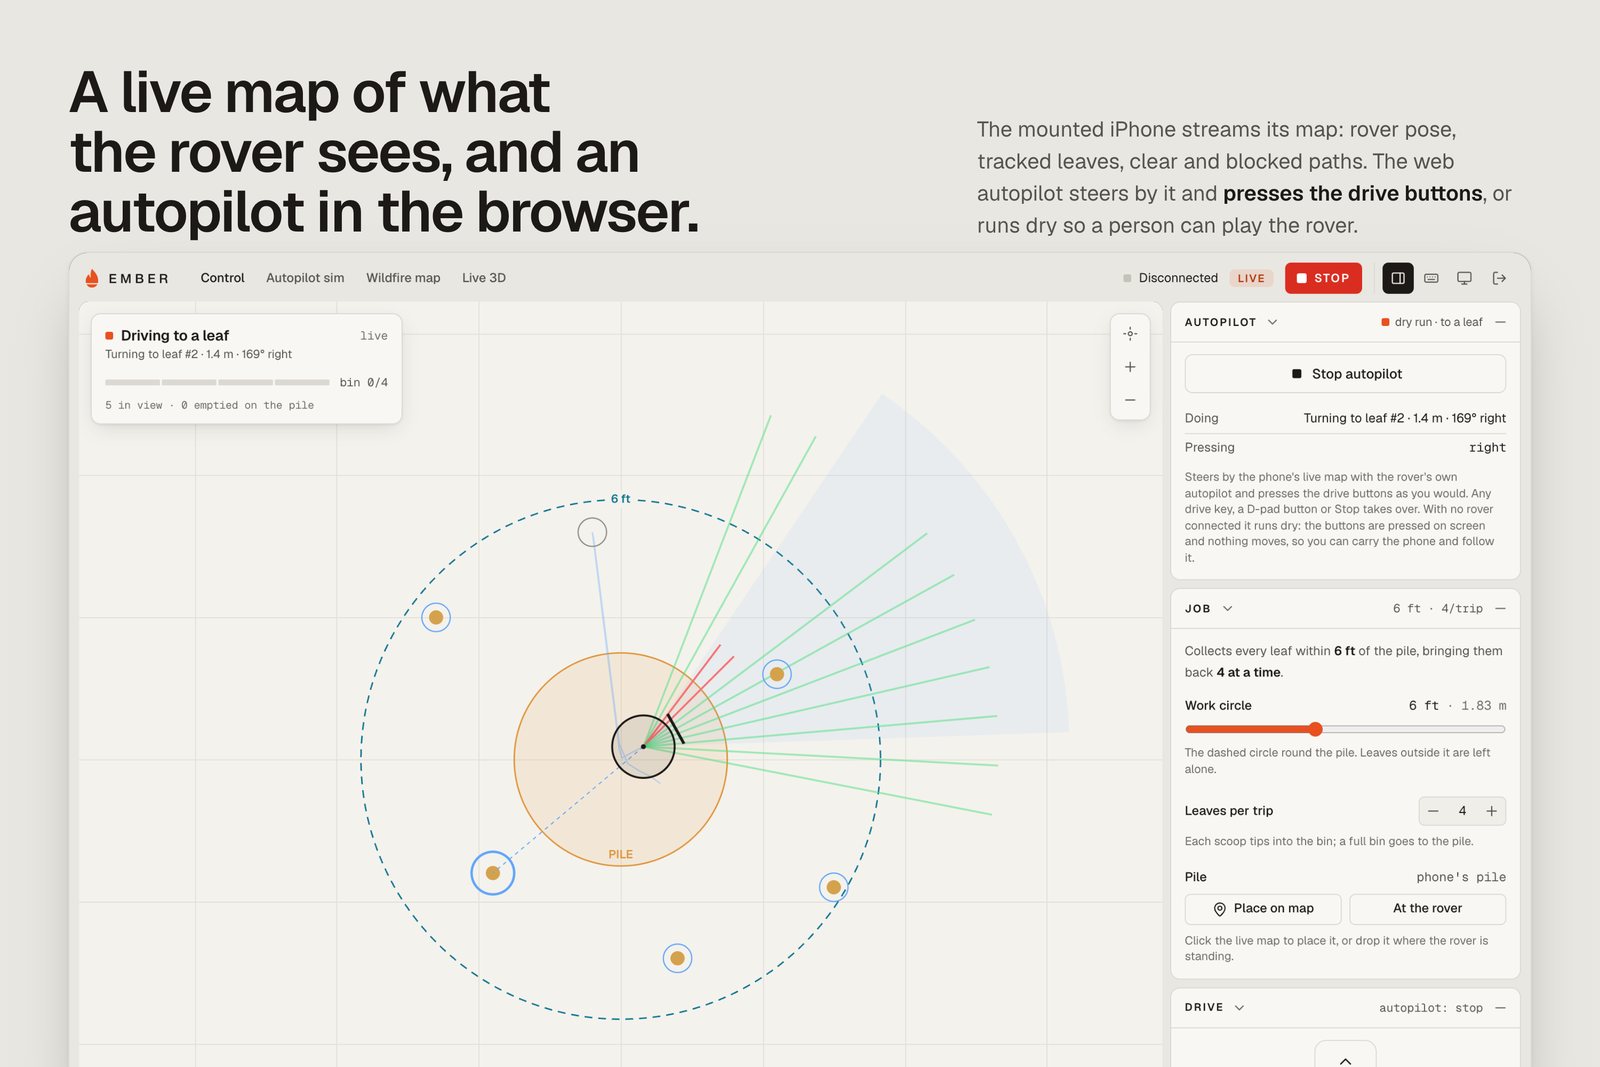 A live map of what
the rover sees, and an
autopilot in the browser.
The mounted iPhone streams its map: rover pose,
tracked leaves, clear and blocked paths. The web
autopilot steers by it and presses the drive buttons, or
runs dry so a person can play the rover.
EMBER
Control
Autopilot sim
Wildfire map
Live 3D
Disconnected
LIVE
STOP
Driving to a leaf
live
Turning to leaf #2 · 1.4 m · 169° right
bin 0/4
5 in view · 0 emptied on the pile
6 ft
PILE
AUTOPILOT
dry run · to a leaf
Stop autopilot
Doing
Turning to leaf #2 · 1.4 m · 169° right
Pressing
right
Steers by the phone's live map with the rover's own
autopilot and presses the drive buttons as you would. Any
drive key, a D-pad button or Stop takes over. With no rover
connected it runs dry: the buttons are pressed on screen
and nothing moves, so you can carry the phone and follow
it.
JOB
6 ft · 4/trip
Collects every leaf within 6 ft of the pile, bringing them
back 4 at a time.
Work circle
6 ft · 1.83 m
The dashed circle round the pile. Leaves outside it are left
alone.
Leaves per trip
4
Each scoop tips into the bin; a full bin goes to the pile.
Pile
phone's pile
Place on map
At the rover
Click the live map to place it, or drop it where the rover is
standing.
DRIVE
autopilot: stop